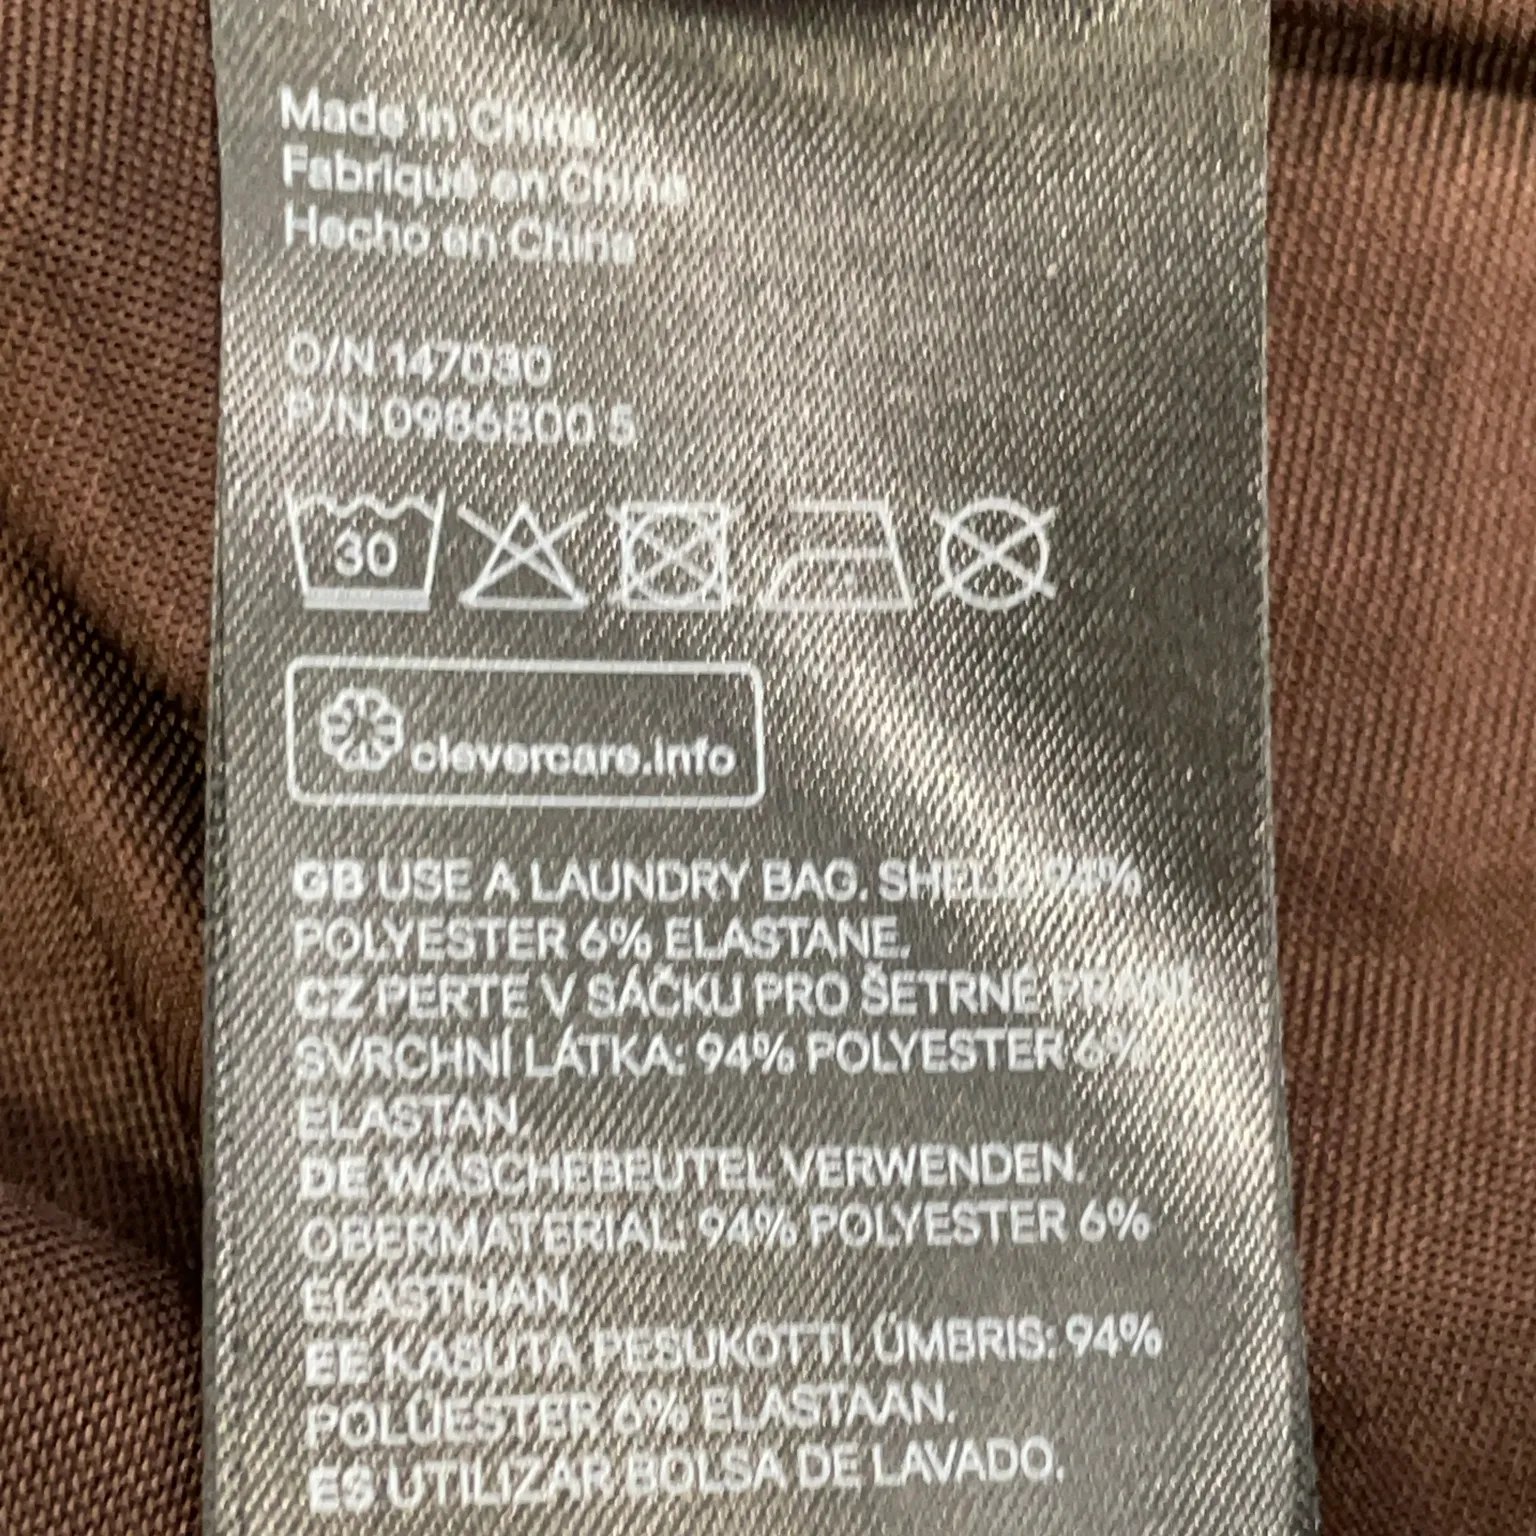 Made in China
Fabriqué en Chine
Hecho en China
O/N 147030
P/N 0986800 5
30
clevercare.info
GB USE A LAUNDRY BAG. SHELL: 94%
POLYESTER 6% ELASTANE.
CZ PERTE V SÁČKU PRO ŠETRNÉ PRANÍ.
SVRCHNÍ LÁTKA: 94% POLYESTER 6%
ELASTAN.
DE WÄSCHEBEUTEL VERWENDEN.
OBERMATERIAL: 94% POLYESTER 6%
ELASTHAN.
EE KASUTA PESUKOTTI. ÜMBRIS: 94%
POLÜESTER 6% ELASTAAN.
ES UTILIZAR BOLSA DE LAVADO.